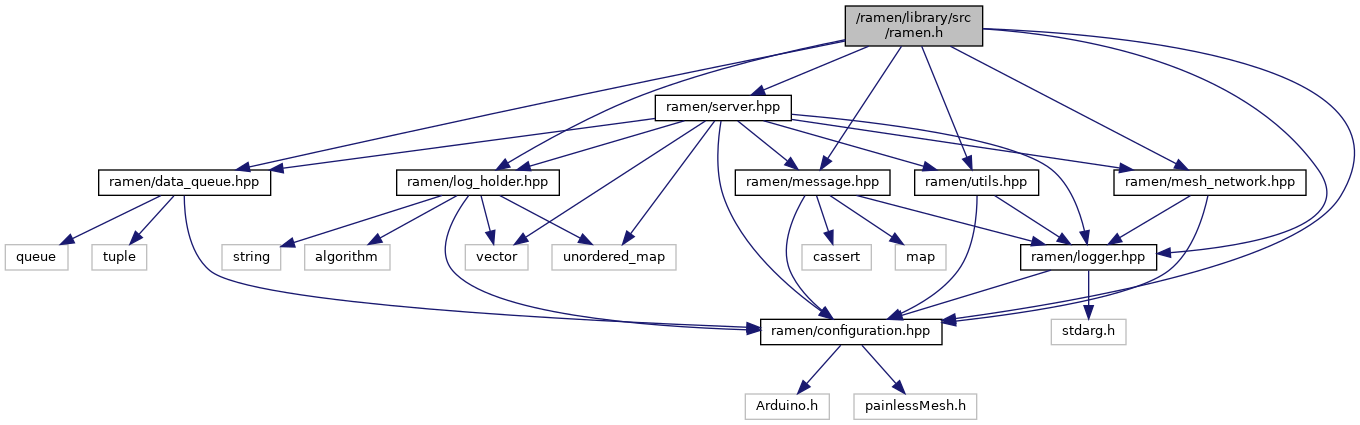 /ramen/library/src
/ramen.h
ramen/server.hpp
ramen/data_queue.hpp
ramen/log_holder.hpp
ramen/message.hpp
ramen/utils.hpp
ramen/mesh_network.hpp
queue
tuple
string
algorithm
vector
unordered_map
cassert
map
ramen/logger.hpp
ramen/configuration.hpp
stdarg.h
Arduino.h
painlessMesh.h